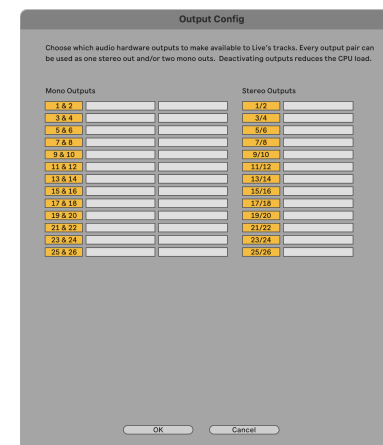 Output Config
Choose which audio hardware outputs to make available to Live's tracks. Every output pair can
be used as one stereo out and/or two mono outs. Deactivating outputs reduces the CPU load.
Mono Outputs Stereo Outputs
1 & 2 1/2
3 & 4 3/4
5 & 6 5/6
7 & 8 7/8
9 & 10 9/10
11 & 12 11/12
13 & 14 13/14
15 & 16 15/16
17 & 18 17/18
19 & 20 19/20
21 & 22 21/22
23 & 24 23/24
25 & 26 25/26
OK Cancel